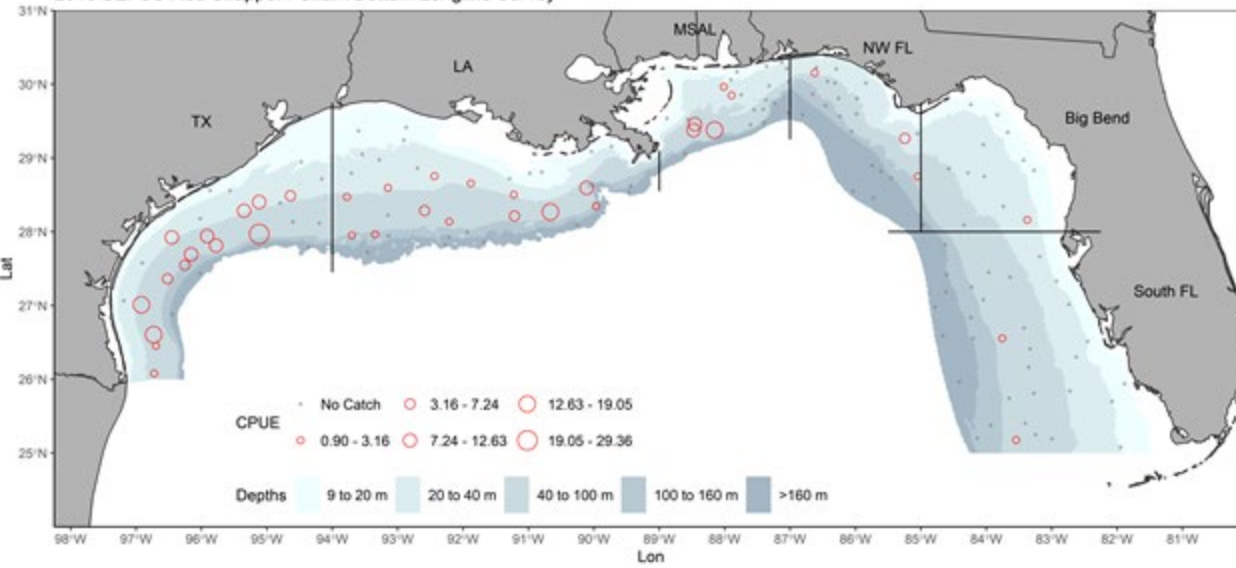 31°N
30°N
29°N
28°N
27°N
26°N
25°N
Lat
TX
LA
MSAL
NW FL
Big Bend
South FL
CPUE
No Catch
3.16 - 7.24
12.63 - 19.05
0.90 - 3.16
7.24 - 12.63
19.05 - 29.36
Depths
9 to 20 m
20 to 40 m
40 to 100 m
100 to 160 m
>160 m
98°W 97°W 96°W 95°W 94°W 93°W 92°W 91°W 90°W 89°W 88°W 87°W 86°W 85°W 84°W 83°W 82°W 81°W
Lon